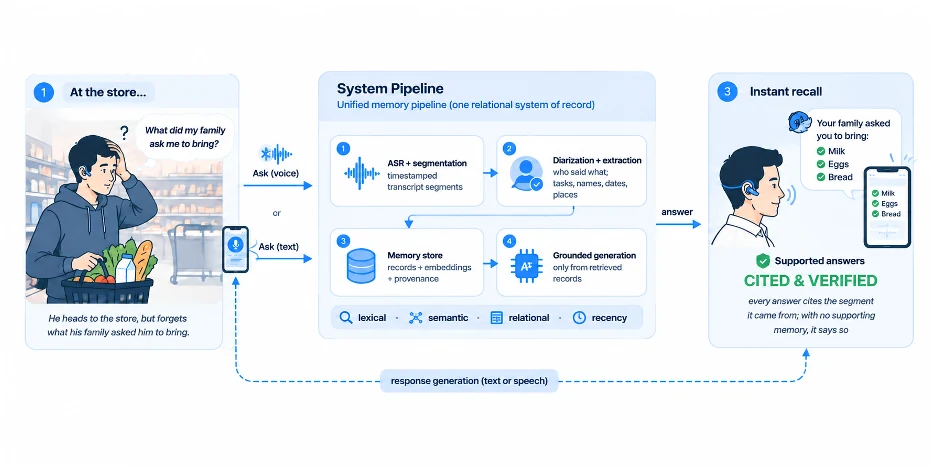 1
At the store...
?
What did my family
ask me to bring?
He heads to the store, but forgets
what his family asked him to bring.
Ask (voice)
or
Ask (text)
System Pipeline
Unified memory pipeline (one relational system of record)
1
ASR + segmentation
timestamped
transcript segments
2
Diarization + extraction
who said what;
tasks, names, dates,
places
3
Memory store
records + embeddings
+ provenance
4
Grounded generation
only from retrieved
records
lexical · semantic · relational · recency
answer
3
Instant recall
Your family asked
you to bring:
Milk
Eggs
Bread
Milk
Eggs
Bread
Supported answers
CITED & VERIFIED
every answer cites the segment
it came from; with no supporting
memory, it says so
response generation (text or speech)